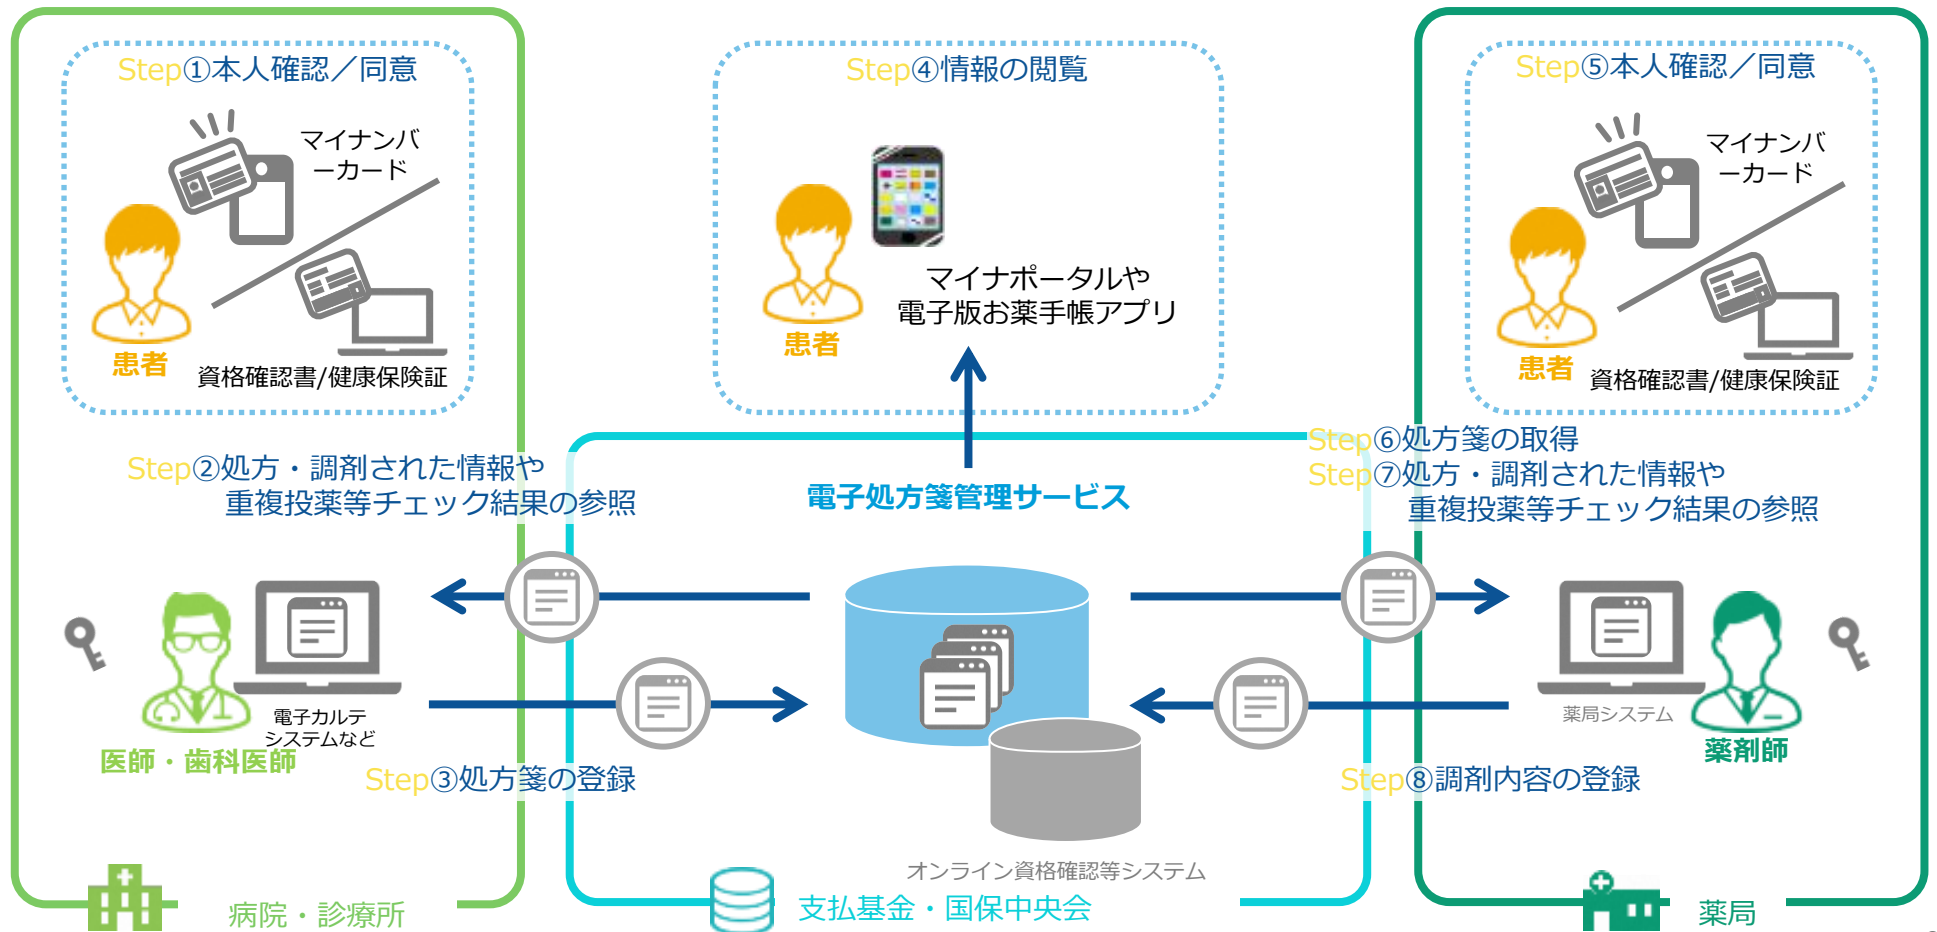 Step①本人確認／同意
マイナンバ
ーカード
患者
資格確認書/健康保険証
Step②処方・調剤された情報や
重複投薬等チェック結果の参照
電子カルテ
システムなど
医師・歯科医師
Step③処方箋の登録
病院・診療所
Step④情報の閲覧
マイナポータルや
電子版お薬手帳アプリ
患者
電子処方箋管理サービス
オンライン資格確認等システム
支払基金・国保中央会
Step⑤本人確認／同意
マイナンバ
ーカード
患者
資格確認書/健康保険証
Step⑥処方箋の取得
Step⑦処方・調剤された情報や
重複投薬等チェック結果の参照
薬局システム
薬剤師
Step⑧調剤内容の登録
薬局